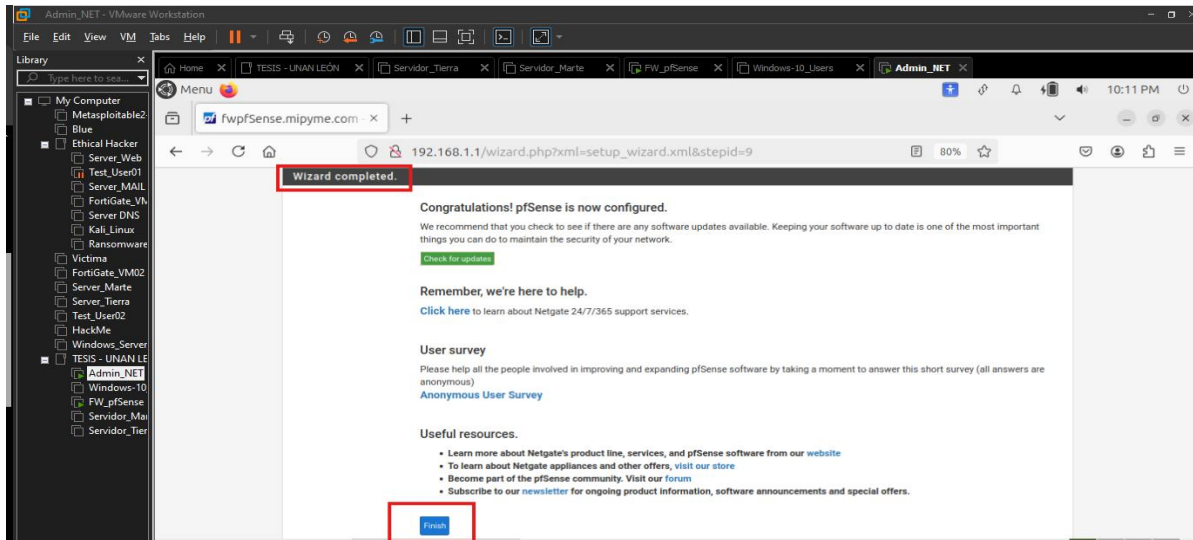 Admin_NET - VMware Workstation
File Edit View VM Tabs Help
Library
Type here to sea...
My Computer
Metasploitable2-
Blue
Ethical Hacker
Server_Web
Test_User01
Server_MAIL
FortiGate_VM
Server DNS
Kali_Linux
Ransomware
Victima
FortiGate_VM02
Server_Marte
Server_Tierra
Test_User02
HackMe
Windows_Server
TESIS - UNAN LE
Admin_NET
Windows-10
FW_pfSense
Servidor_Mar
Servidor_Tier
Home TESIS - UNAN LEÓN Servidor_Tierra Servidor_Marte FW_pfSense Windows-10_Users Admin_NET
Menu 10:11 PM
fwpfSense.mipyme.com -
192.168.1.1/wizard.php?xml=setup_wizard.xml&stepid=9 80%
Wizard completed.
Congratulations! pfSense is now configured.
We recommend that you check to see if there are any software updates available. Keeping your software up to date is one of the most important
things you can do to maintain the security of your network.
Check for updates
Remember, we're here to help.
Click here to learn about Netgate 24/7/365 support services.
User survey
Please help all the people involved in improving and expanding pfSense software by taking a moment to answer this short survey (all answers are
anonymous)
Anonymous User Survey
Useful resources.
• Learn more about Netgate's product line, services, and pfSense software from our website
• To learn about Netgate appliances and other offers, visit our store
• Become part of the pfSense community. Visit our forum
• Subscribe to our newsletter for ongoing product information, software announcements and special offers.
Finish